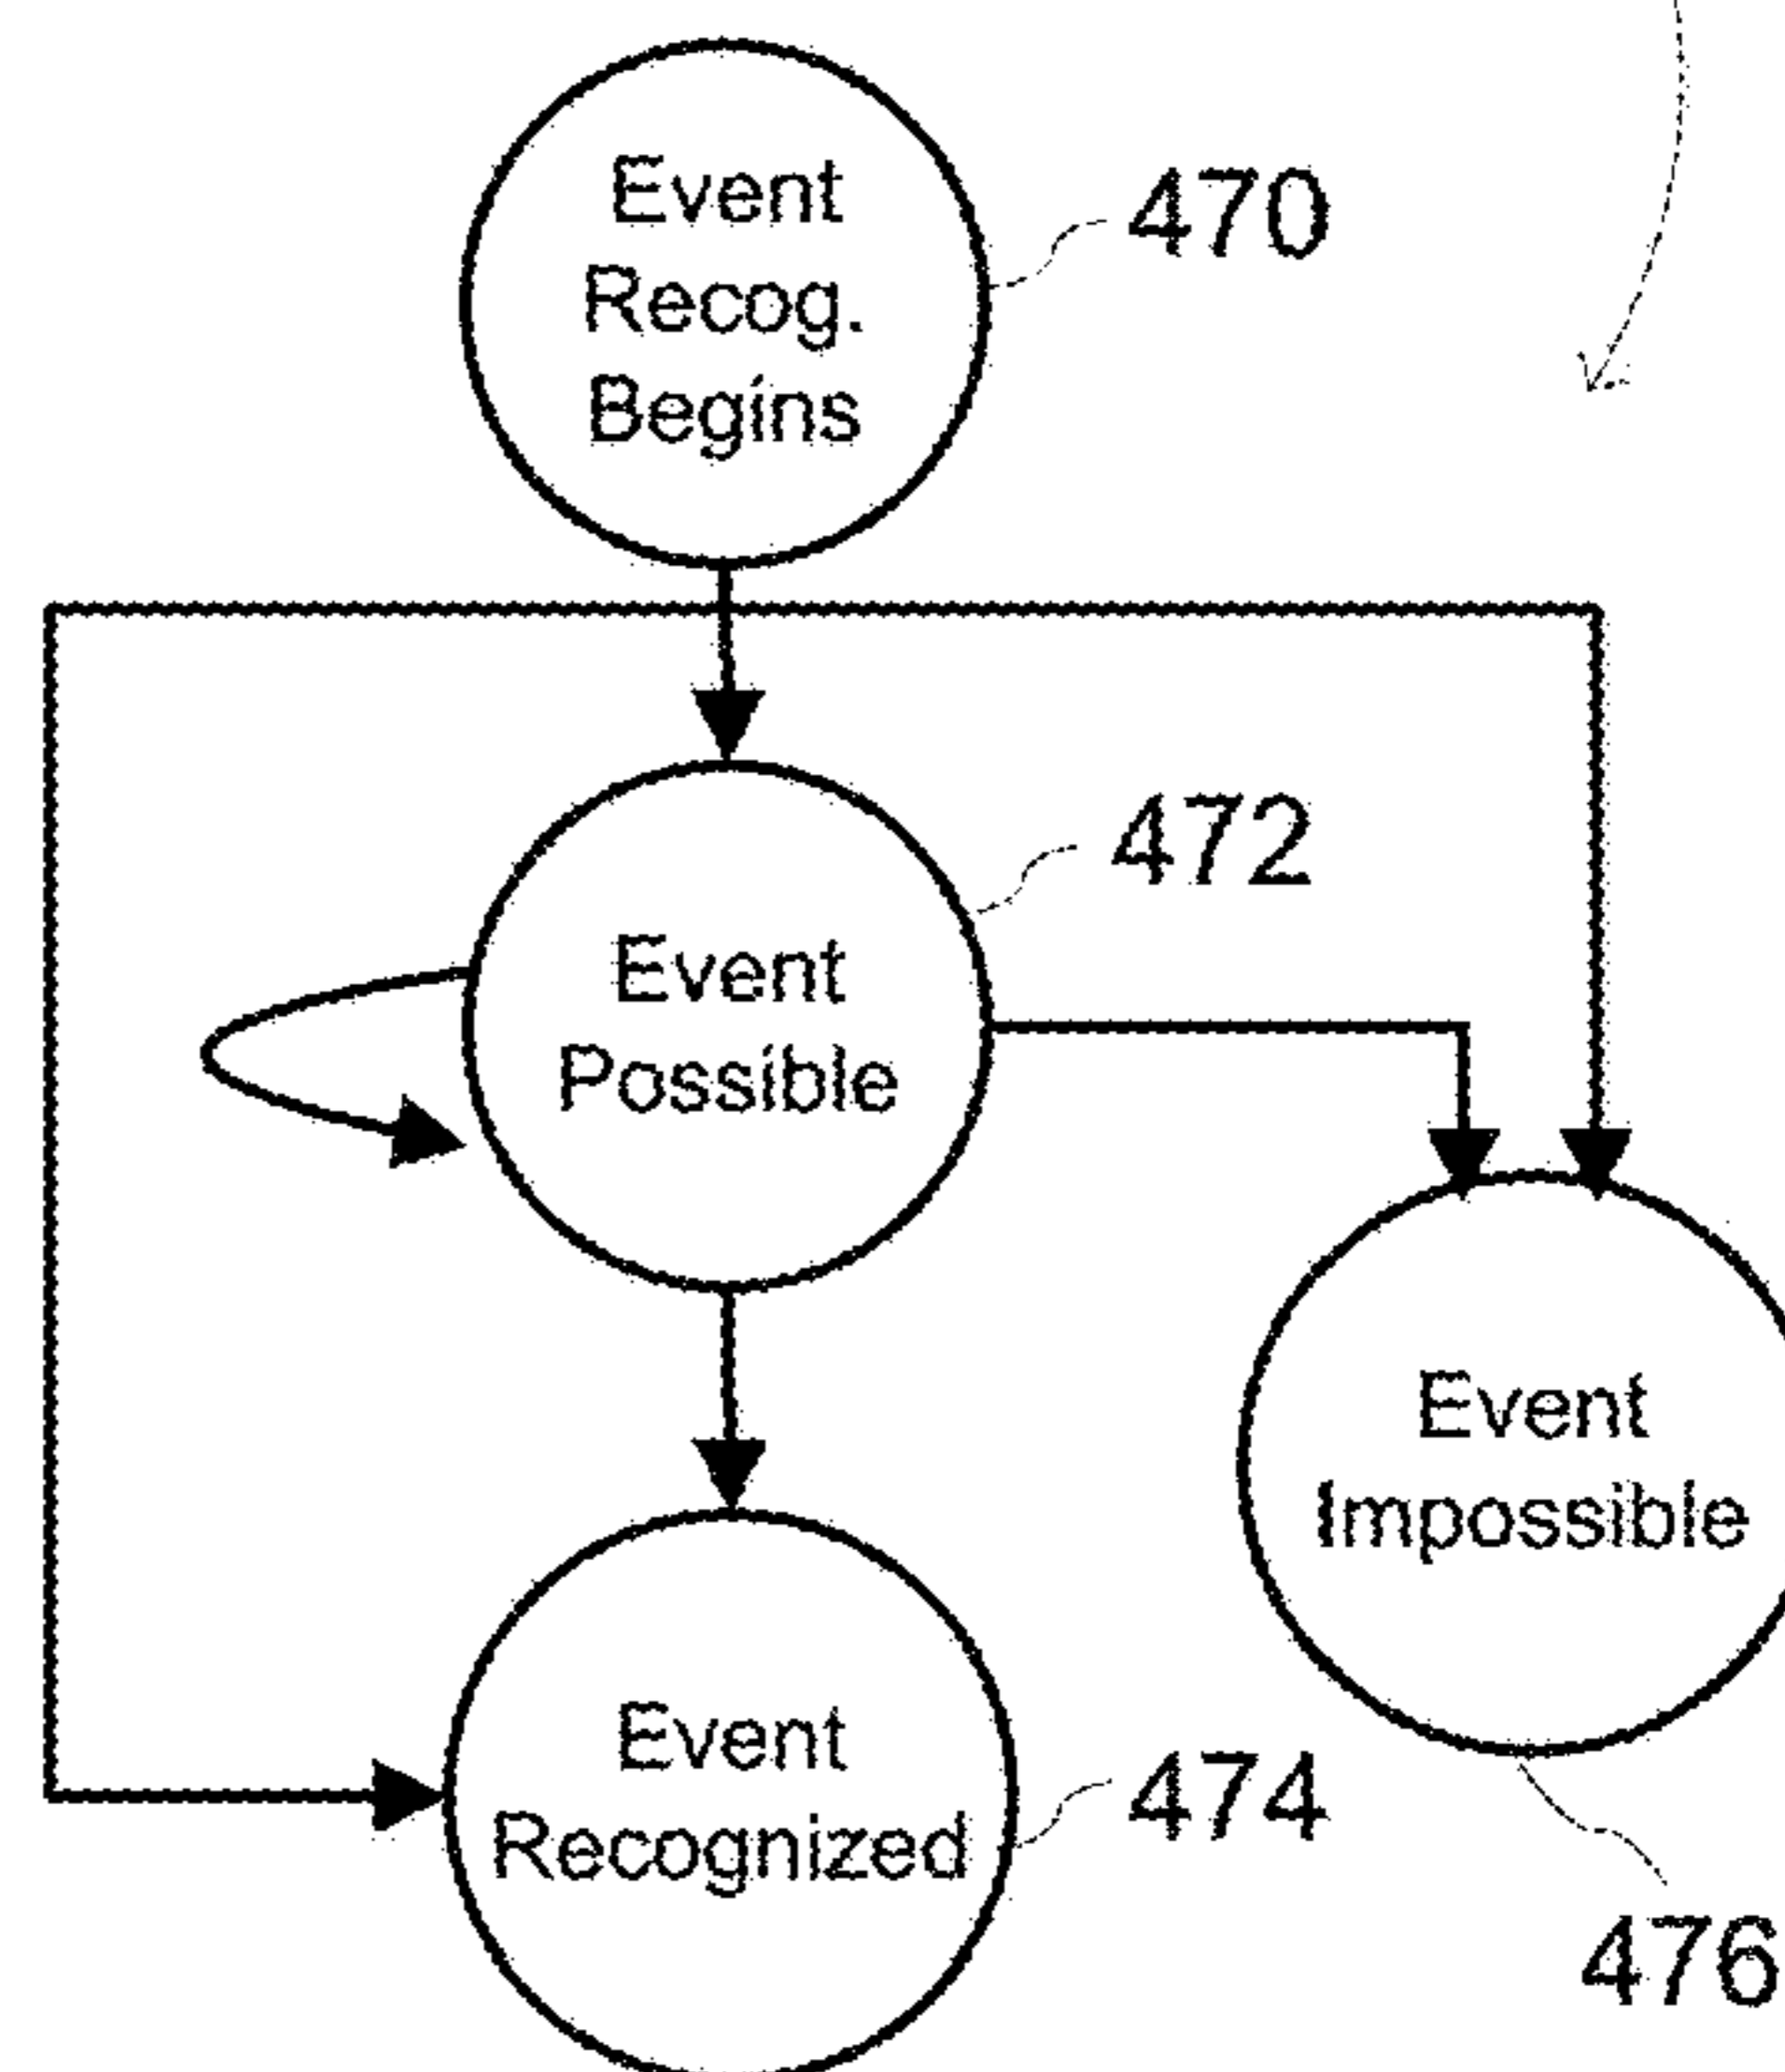 Event
Recog.
Begins
470
472
Event
Possible
Event
Impossible
Event
Recognized
474
476